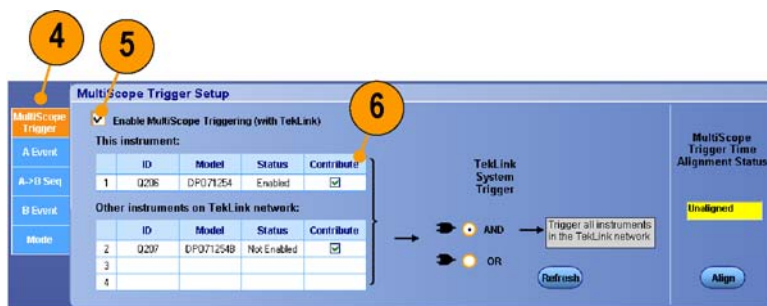 4
5
6
MultiScope Trigger Setup
MultiScope
Trigger
A Event
A->B Seq
B Event
Mode
Enable MultiScope Triggering (with TekLink)
This instrument:
ID Model Status Contribute
1 Q206 DPO71254 Enabled
Other instruments on TekLink network:
ID Model Status Contribute
2 Q207 DPO71254B Not Enabled
3
4
TekLink
System
Trigger
AND
OR
Trigger all instruments
in the TekLink network
Refresh
MultiScope
Trigger Time
Alignment Status
Unaligned
Align